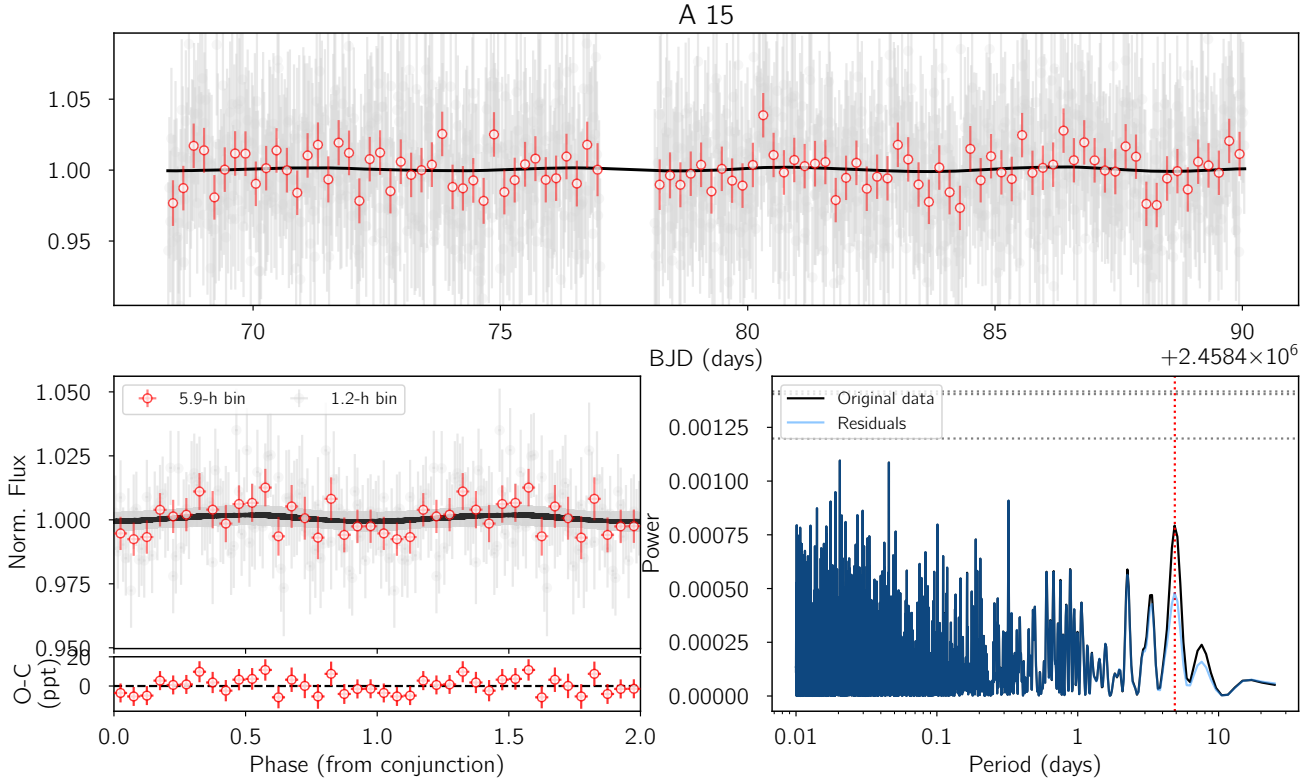 A 15
1.05
1.00
0.95
70
75
80
85
90
BJD (days)
+2.4584×10⁶
Norm. Flux
1.050
1.025
1.000
0.975
0.950
5.9-h bin
1.2-h bin
O-C
(ppt)
20
0
0.0
0.5
1.0
1.5
2.0
Phase (from conjunction)
Power
0.00125
0.00100
0.00075
0.00050
0.00025
0.00000
Original data
Residuals
0.01
0.1
1
10
Period (days)